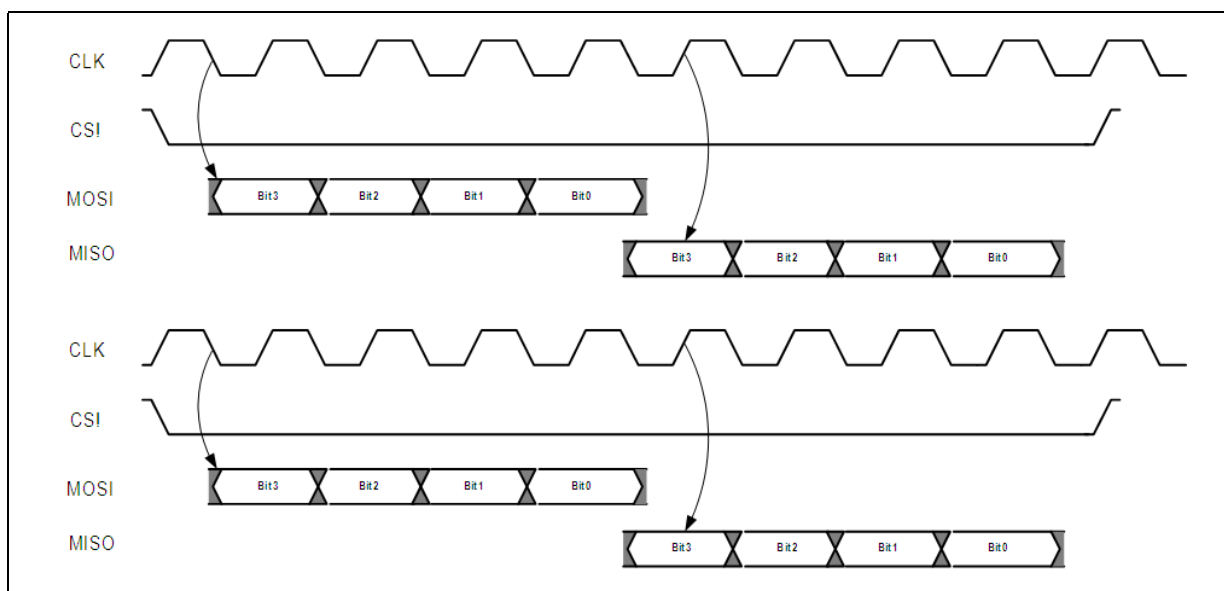 CLK
CS!
MOSI Bit3 Bit2 Bit1 Bit0
MISO Bit3 Bit2 Bit1 Bit0
CLK
CS!
MOSI Bit3 Bit2 Bit1 Bit0
MISO Bit3 Bit2 Bit1 Bit0